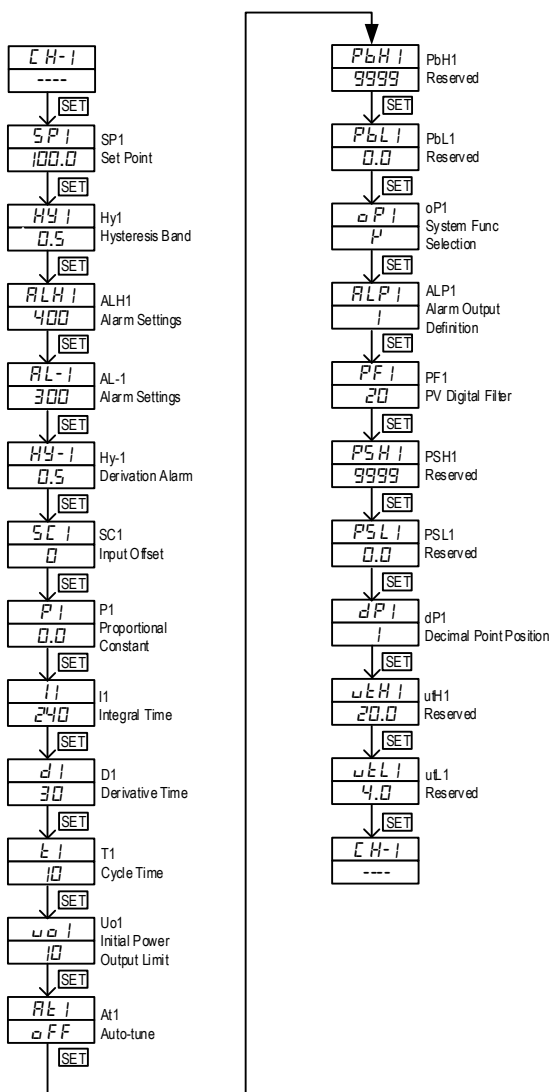 CH-1
----
SET
SP1
100.0
SP1
Set Point
SET
HY1
0.5
Hy1
Hysteresis Band
SET
ALH1
400
ALH1
Alarm Settings
SET
AL-1
300
AL-1
Alarm Settings
SET
HY-1
0.5
Hy-1
Derivation Alarm
SET
SC1
0
SC1
Input Offset
SET
P1
0.0
P1
Proportional
Constant
SET
I1
240
I1
Integral Time
SET
d1
30
D1
Derivative Time
SET
t1
10
T1
Cycle Time
SET
uo1
10
Uo1
Initial Power
Output Limit
SET
At1
oFF
At1
Auto-tune
SET
PbH1
9999
PbH1
Reserved
SET
PbL1
0.0
PbL1
Reserved
SET
oP1
oP1
System Func
Selection
SET
ALP1
1
ALP1
Alarm Output
Definition
SET
PF1
20
PF1
PV Digital Filter
SET
PSH1
9999
PSH1
Reserved
SET
PSL1
0.0
PSL1
Reserved
SET
dP1
1
dP1
Decimal Point Position
SET
utH1
20.0
utH1
Reserved
SET
utL1
4.0
utL1
Reserved
SET
CH-1
----